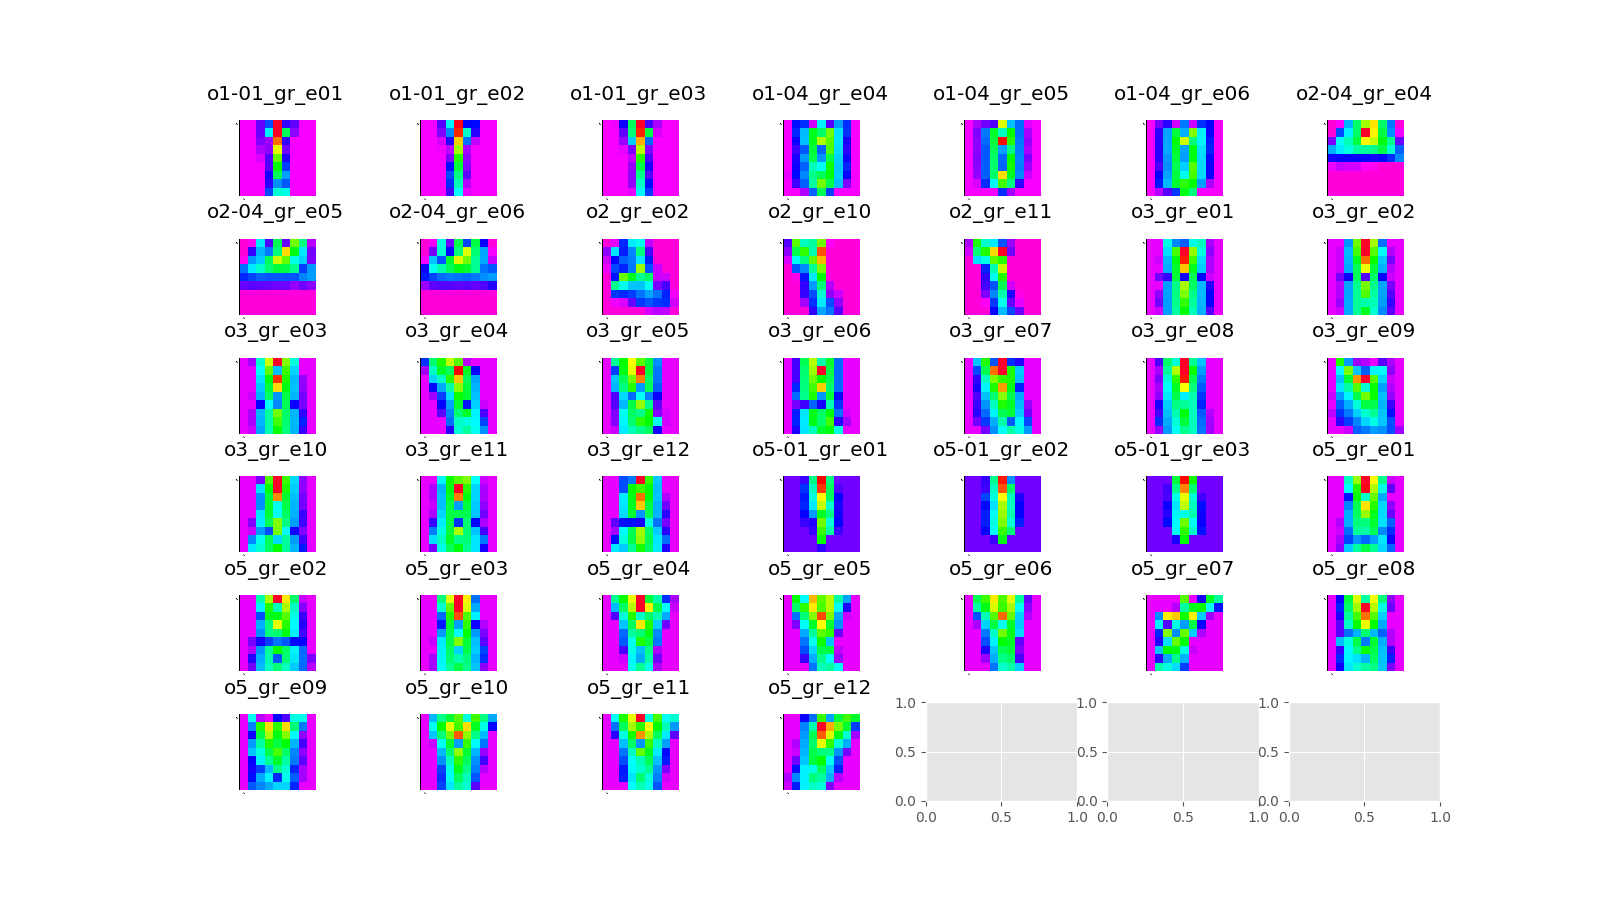 o1-01_gr_e01 o1-01_gr_e02 o1-01_gr_e03 o1-04_gr_e04 o1-04_gr_e05 o1-04_gr_e06 o2-04_gr_e04
o2-04_gr_e05 o2-04_gr_e06 o2_gr_e02 o2_gr_e10 o2_gr_e11 o3_gr_e01 o3_gr_e02
o3_gr_e03 o3_gr_e04 o3_gr_e05 o3_gr_e06 o3_gr_e07 o3_gr_e08 o3_gr_e09
o3_gr_e10 o3_gr_e11 o3_gr_e12 o5-01_gr_e01 o5-01_gr_e02 o5-01_gr_e03 o5_gr_e01
o5_gr_e02 o5_gr_e03 o5_gr_e04 o5_gr_e05 o5_gr_e06 o5_gr_e07 o5_gr_e08
o5_gr_e09 o5_gr_e10 o5_gr_e11 o5_gr_e12
1.0 1.0 1.0
0.5 0.5 0.5
0.0 0.0 0.0
0.0 0.5 1.0 0.0 0.5 1.0 0.0 0.5 1.0